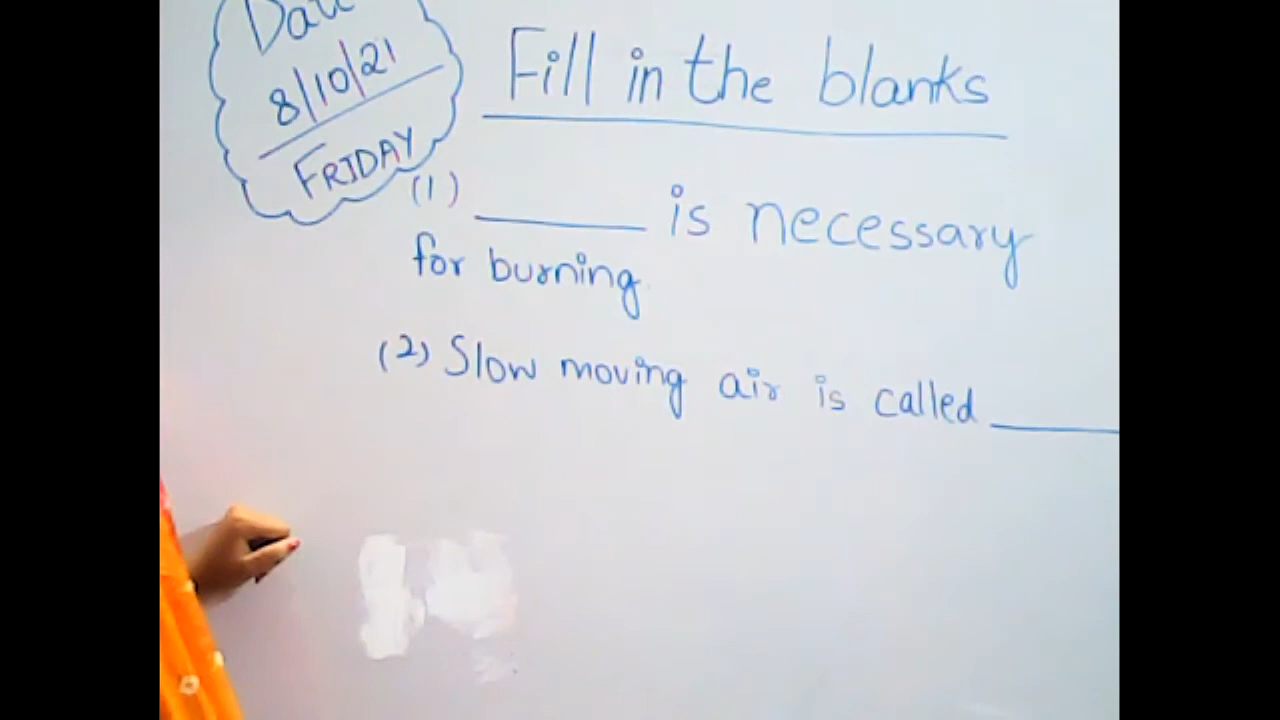 Date
8/10/21
FRIDAY
Fill in the blanks
(1) ______ is necessary
for burning
(2) Slow moving air is called ______